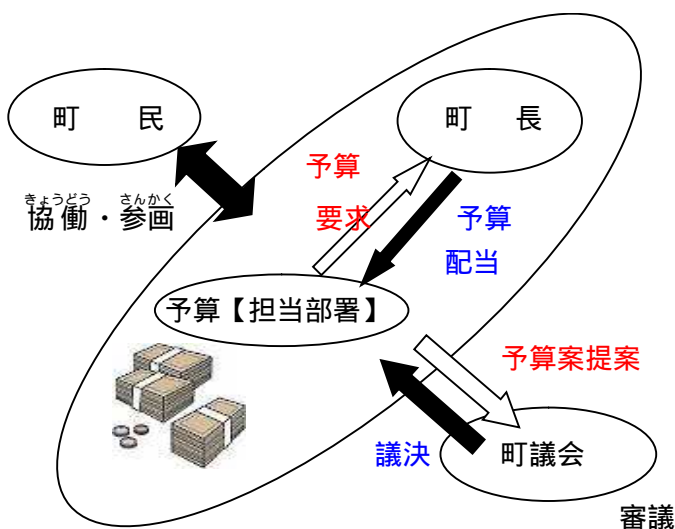 町　民
町　長
予算
要求
予算
配当
きょうどう　さんかく
協働・参画
予算【担当部署】
予算案提案
議決
町議会
審議